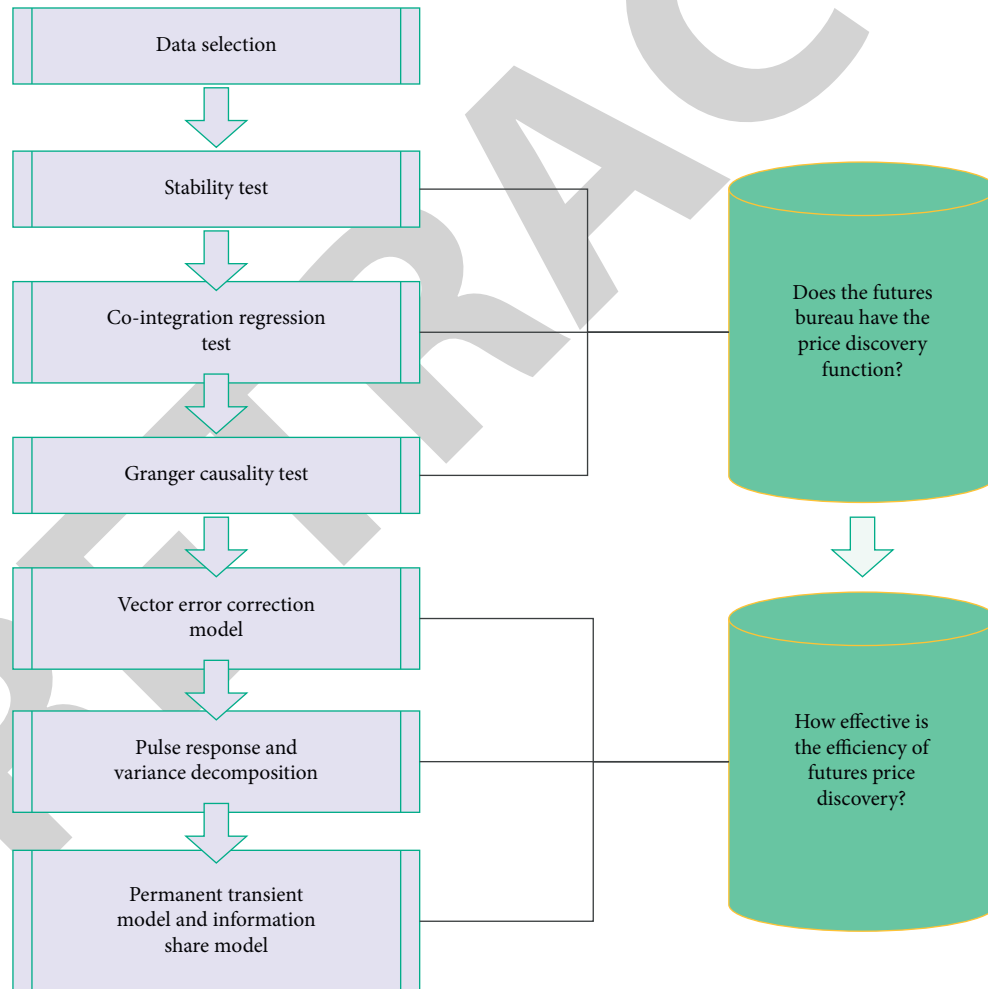 Data selection
Stability test
Co-integration regression
test
Granger causality test
Vector error correction
model
Pulse response and
variance decomposition
Permanent transient
model and information
share model
Does the futures
bureau have the
price discovery
function?
How effective is
the efficiency of
futures price
discovery?
RETRAC